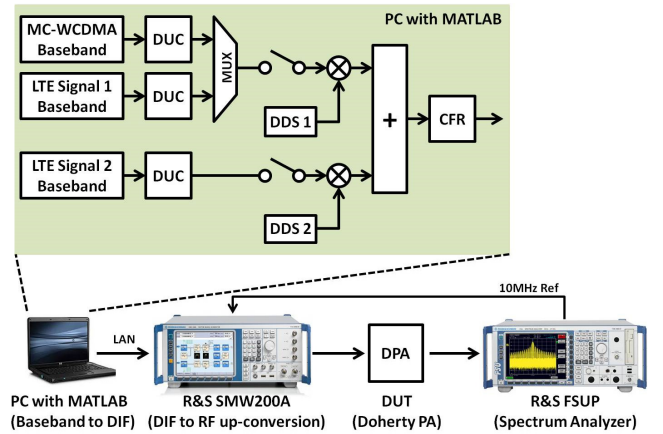 PC with MATLAB
MC-WCDMA
Baseband
DUC
MUX
LTE Signal 1
Baseband
DUC
DDS 1
+
CFR
LTE Signal 2
Baseband
DUC
DDS 2
10MHz Ref
LAN
DPA
PC with MATLAB
(Baseband to DIF)
R&S SMW200A
(DIF to RF up-conversion)
DUT
(Doherty PA)
R&S FSUP
(Spectrum Analyzer)